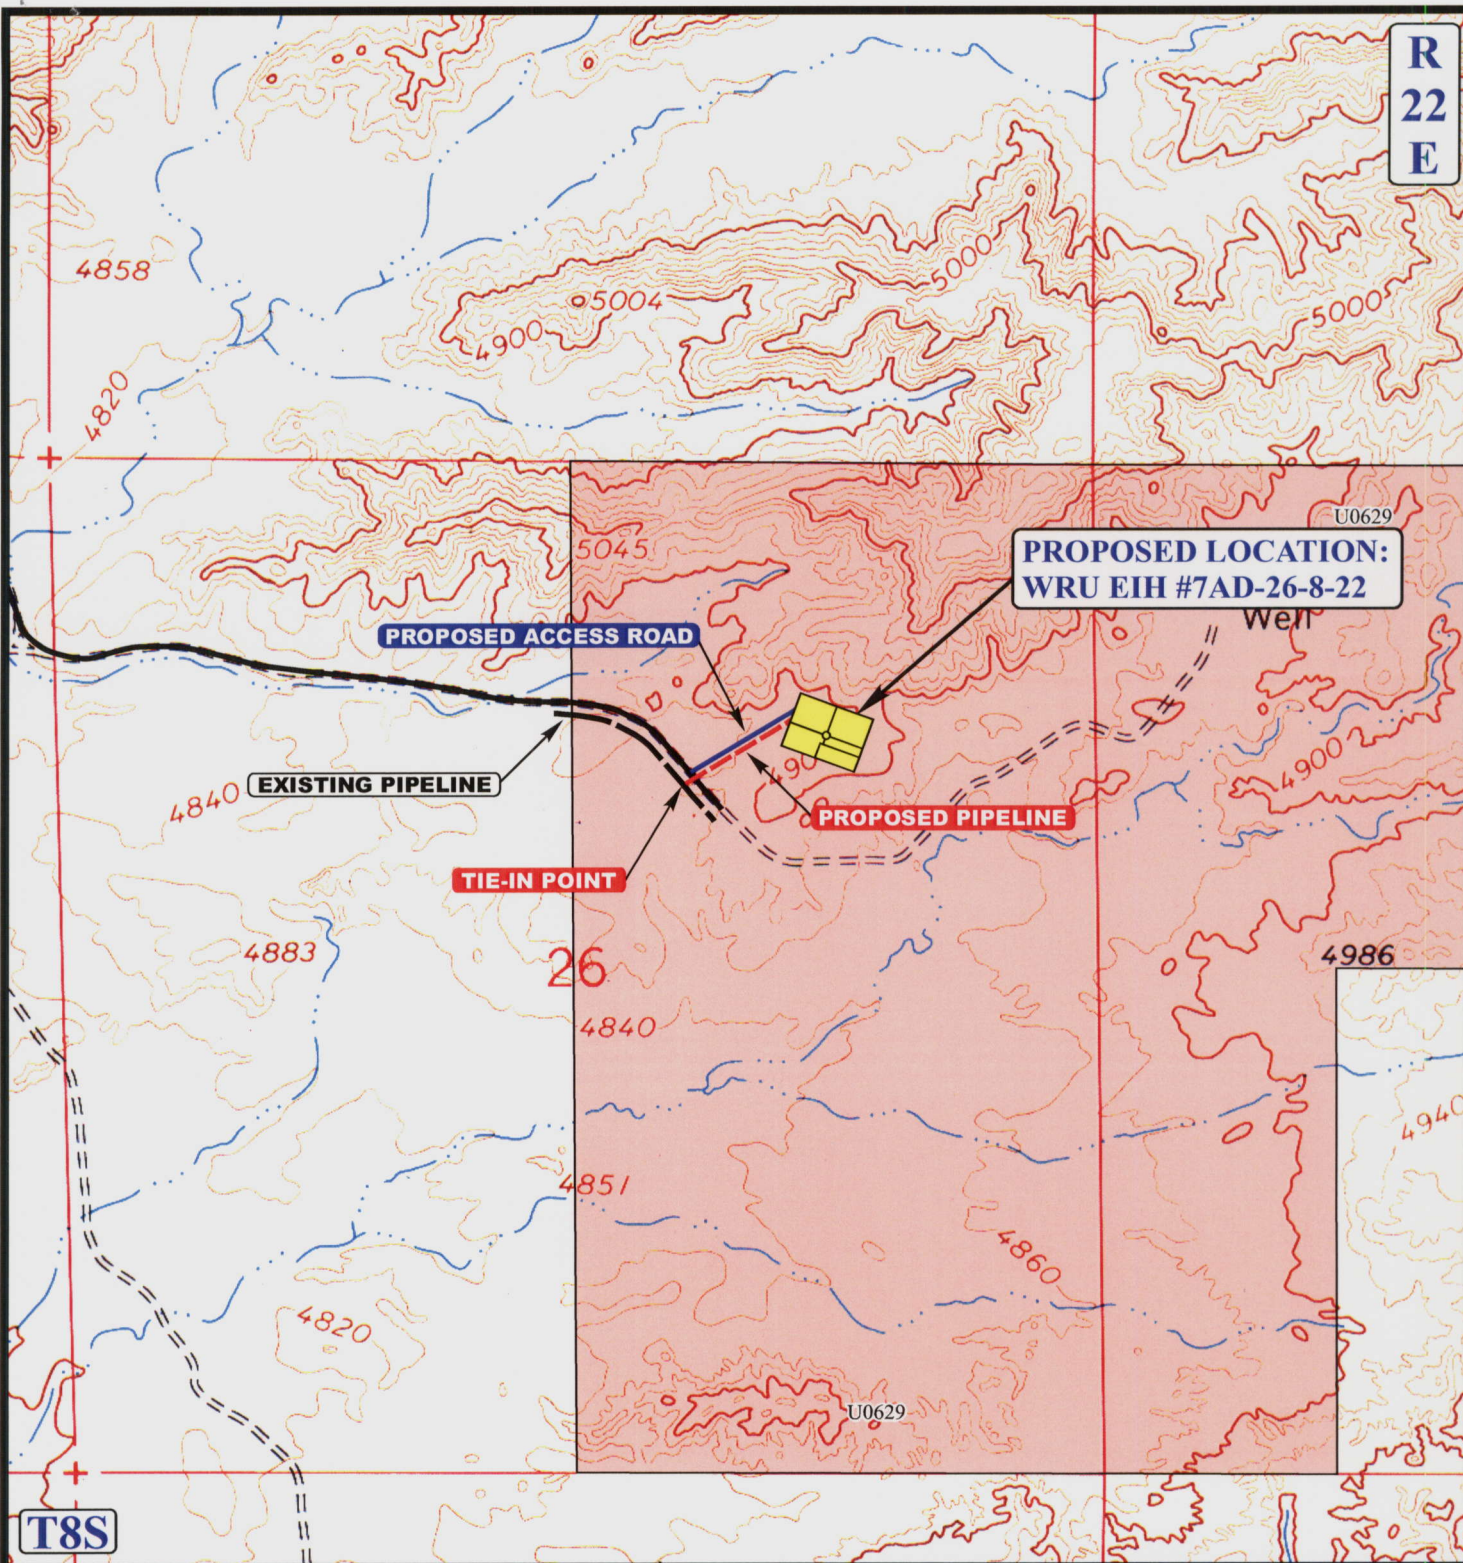 R
22
E
4858
5000
5004
5000
4900
4820
U0629
5045
PROPOSED LOCATION:
WRU EIH #7AD-26-8-22
Well
PROPOSED ACCESS ROAD
490
4900
EXISTING PIPELINE
4840
PROPOSED PIPELINE
TIE-IN POINT
4883
26
4986
4840
4940
4851
4860
4820
U0629
T8S